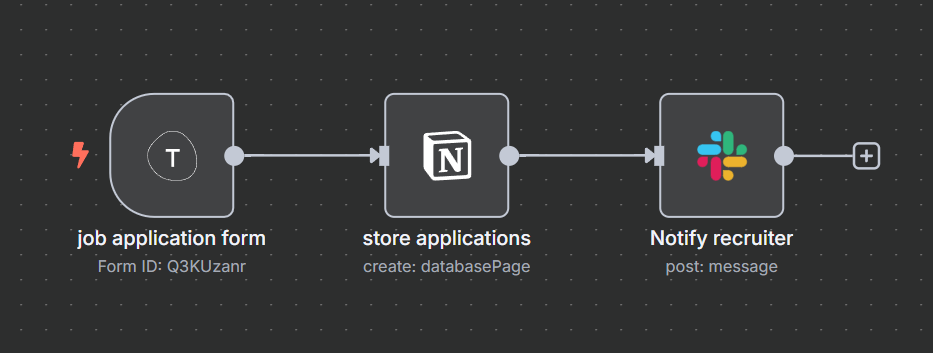 T
N
job application form
Form ID: Q3KUzanr
store applications
create: databasePage
Notify recruiter
post: message